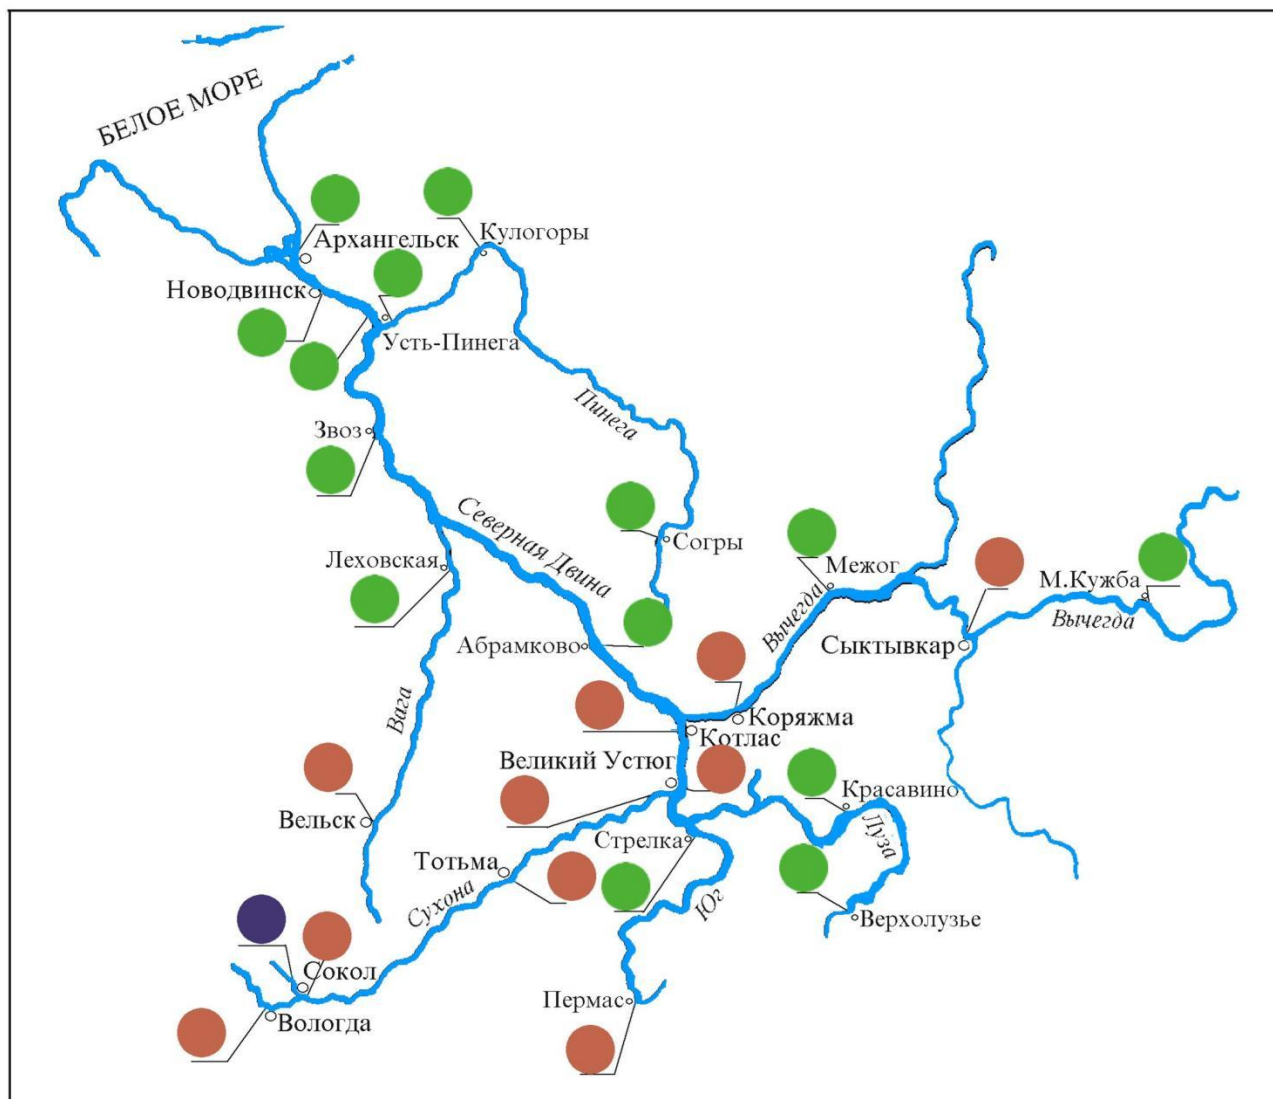 БЕЛОЕ МОРЕ
Кулогоры
Архангельск
Новодвинск
Усть-Пинега
Пинега
Звоз
Северная Двина
Согры
Леховская
Межог
М.Кужба
Вычегда
Вычегда
Сыктывкар
Абрамково
Вага
Коряжма
Котлас
Великий Устюг
Красавино
Вельск
Луза
Стрелка
Тотьма
Сухона
Юг
Верхолузье
Сокол
Пермас
Вологда